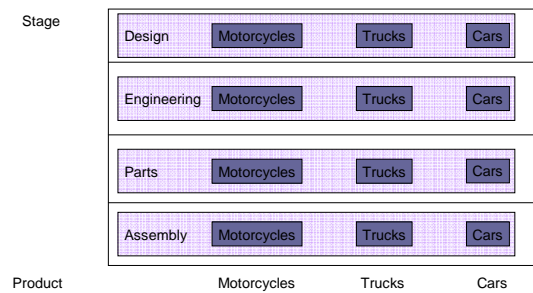 Stage
Design Motorcycles Trucks Cars
Engineering Motorcycles Trucks Cars
Parts Motorcycles Trucks Cars
Assembly Motorcycles Trucks Cars
Product Motorcycles Trucks Cars